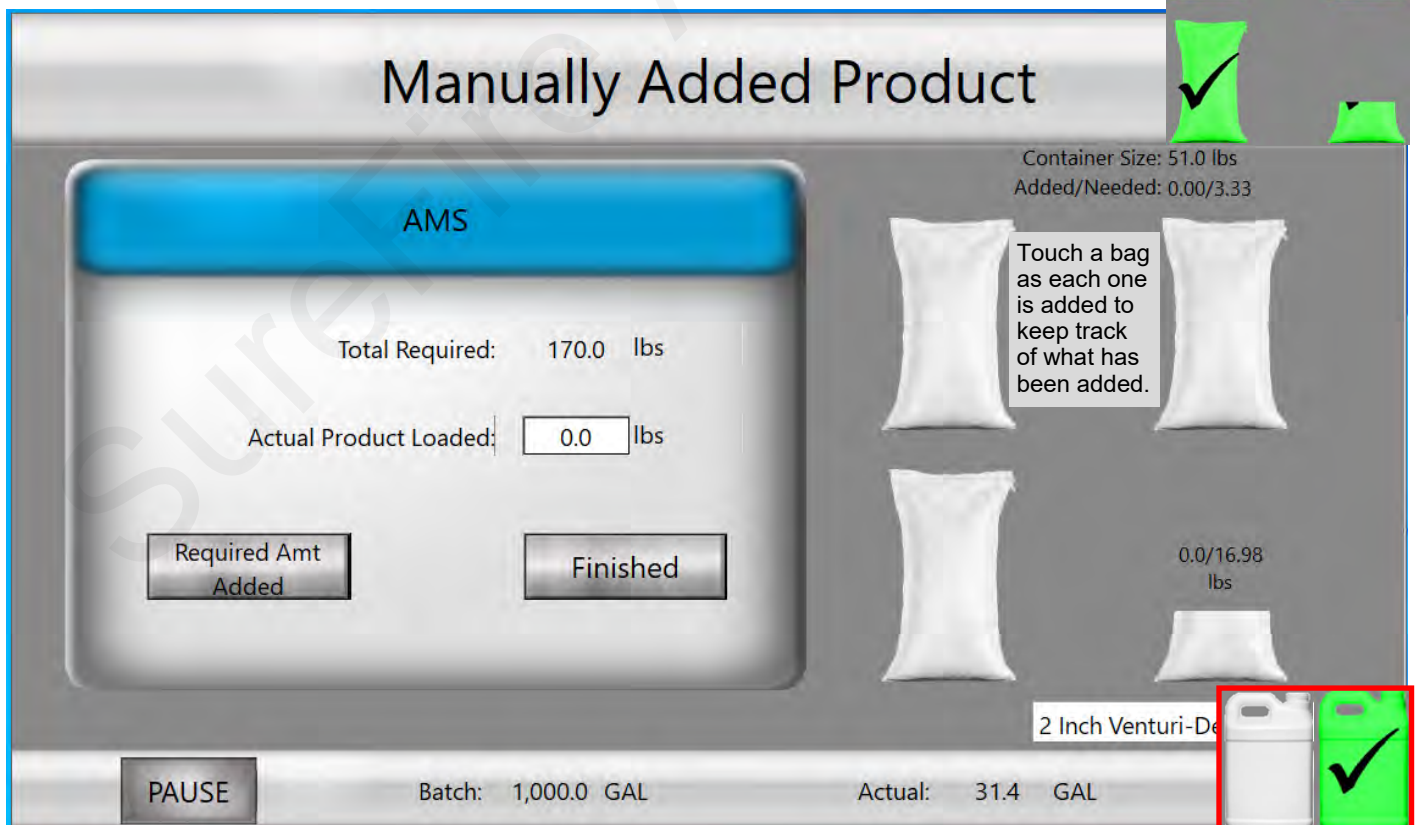 Manually Added Product
Container Size: 51.0 lbs
Added/Needed: 0.00/3.33
AMS
Touch a bag
as each one
is added to
keep track
of what has
been added.
Total Required: 170.0 lbs
Actual Product Loaded: 0.0 lbs
Required Amt
Added
Finished
0.0/16.98
lbs
2 Inch Venturi-De
PAUSE
Batch: 1,000.0 GAL
Actual: 31.4 GAL
SureFire